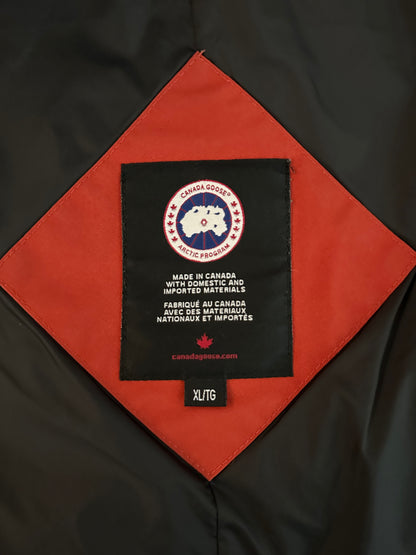 CANADA GOOSE®
ARCTIC PROGRAM
MADE IN CANADA
WITH DOMESTIC AND
IMPORTED MATERIALS
FABRIQUÉ AU CANADA
AVEC DES MATERIAUX
NATIONAUX ET IMPORTÉS
canadagoose.com
XL/TG